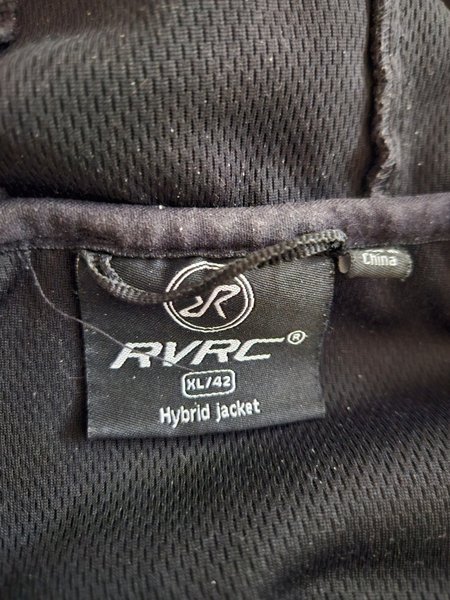 China
RVRC®
XL/42
Hybrid jacket